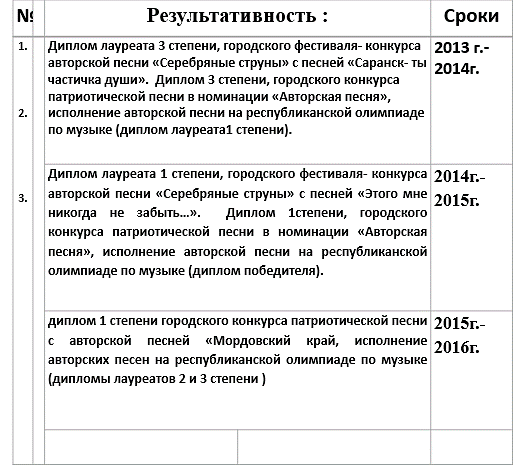 № Результативность : Сроки
1. Диплом лауреата 3 степени, городского фестиваля- конкурса 2013 г.-
авторской песни «Серебряные струны» с песней «Саранск- ты 2014г.
частичка души». Диплом 3 степени, городского конкурса
патриотической песни в номинации «Авторская песня»,
2. исполнение авторской песни на республиканской олимпиаде
по музыке (диплом лауреата1 степени).
Диплом лауреата 1 степени, городского фестиваля- конкурса 2014г.-
3. авторской песни «Серебряные струны» с песней «Этого мне 2015г.
никогда не забыть…». Диплом 1степени, городского
конкурса патриотической песни в номинации «Авторская
песня», исполнение авторской песни на республиканской
олимпиаде по музыке (диплом победителя).
диплом 1 степени городского конкурса патриотической песни 2015г.-
с авторской песней «Мордовский край, исполнение 2016г.
авторских песен на республиканской олимпиаде по музыке
(дипломы лауреатов 2 и 3 степени )